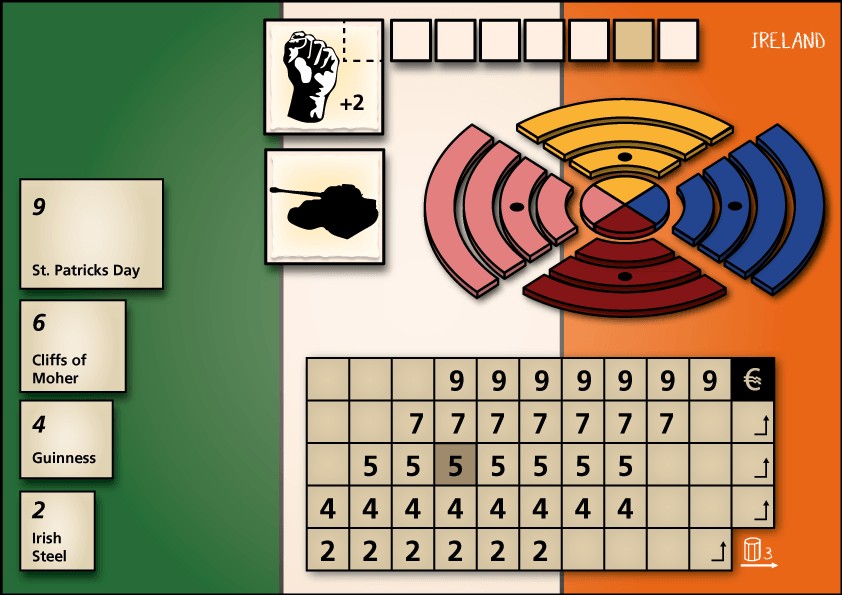 IRELAND
+2
9
St. Patricks Day
6
Cliffs of
Moher
4
Guinness
2
Irish
Steel
9 9 9 9 9 9 9 €
7 7 7 7 7 7 7
5 5 5 5 5 5 5
4 4 4 4 4 4 4 4
2 2 2 2 2 2
3